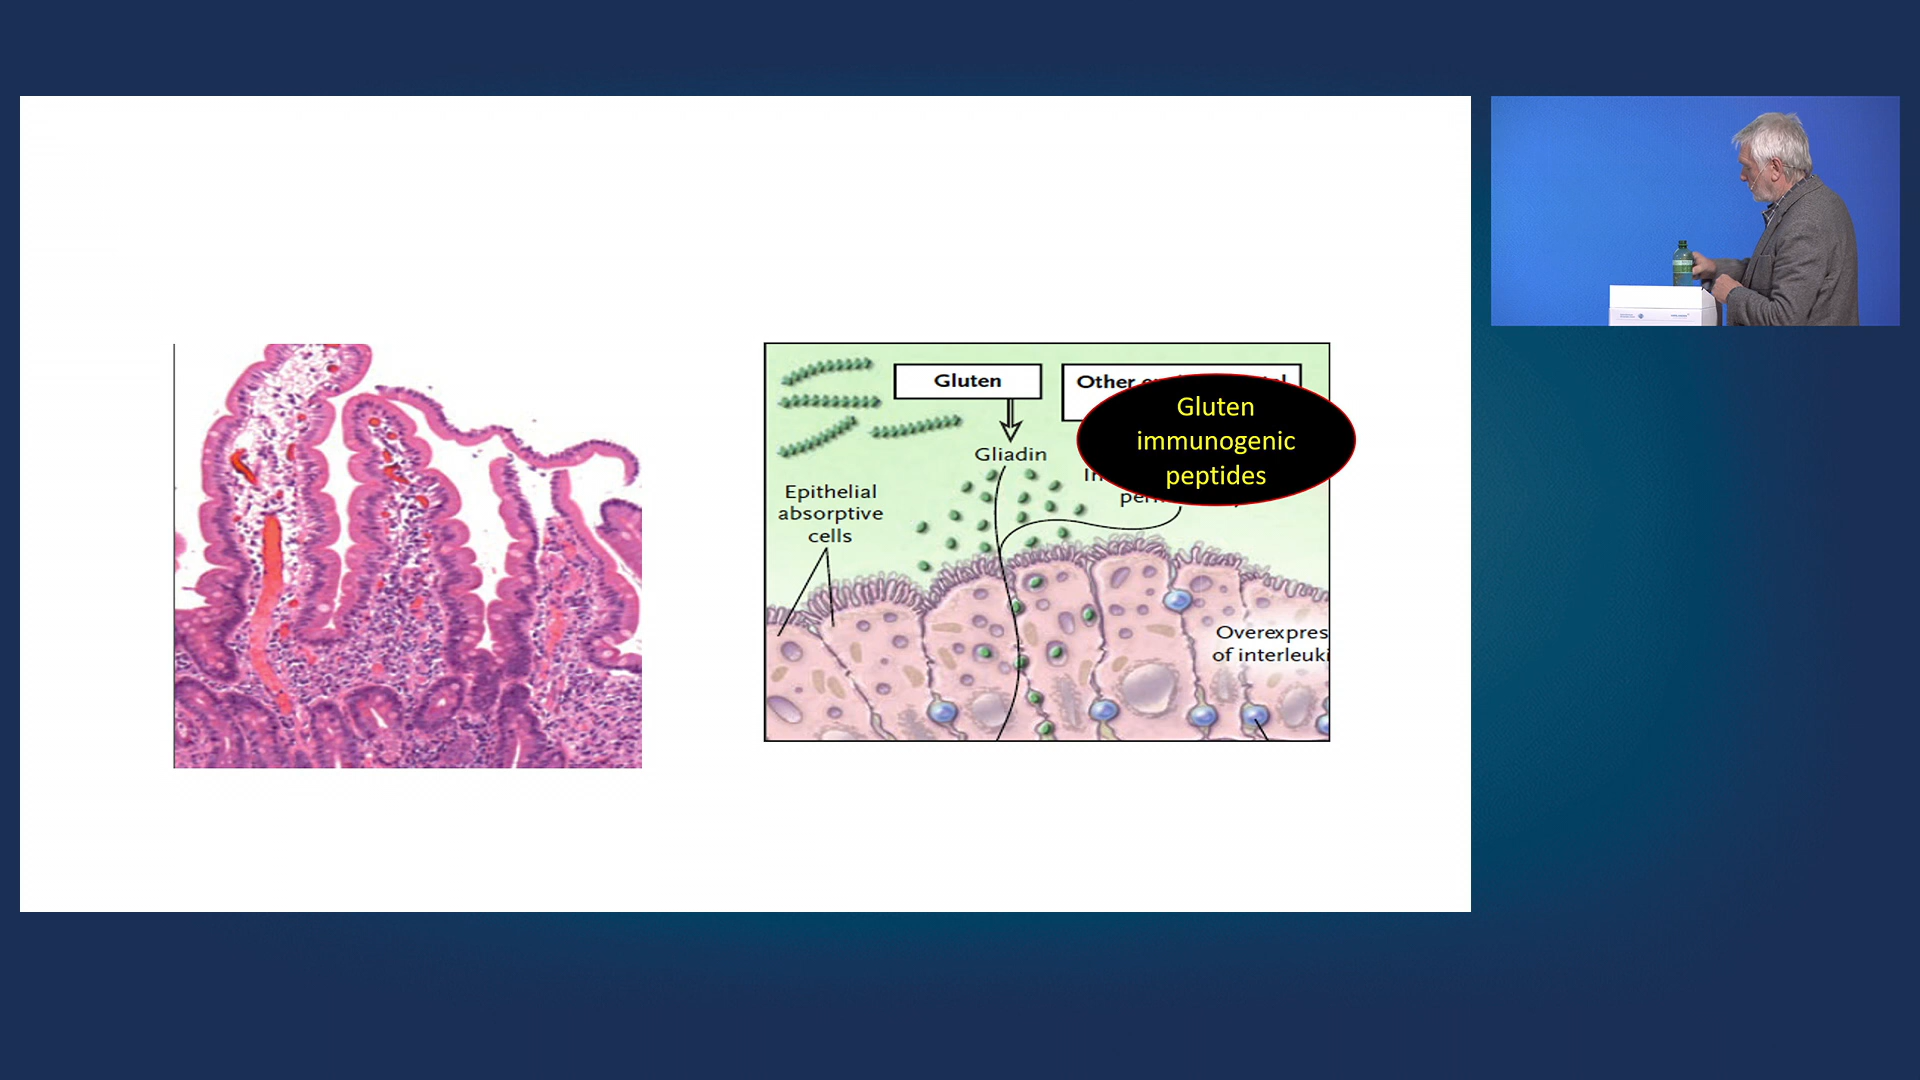 Gluten
Other
Gluten
immunogenic
peptides
Gliadin
Epithelial
absorptive
cells
Overexpres
of interleuki